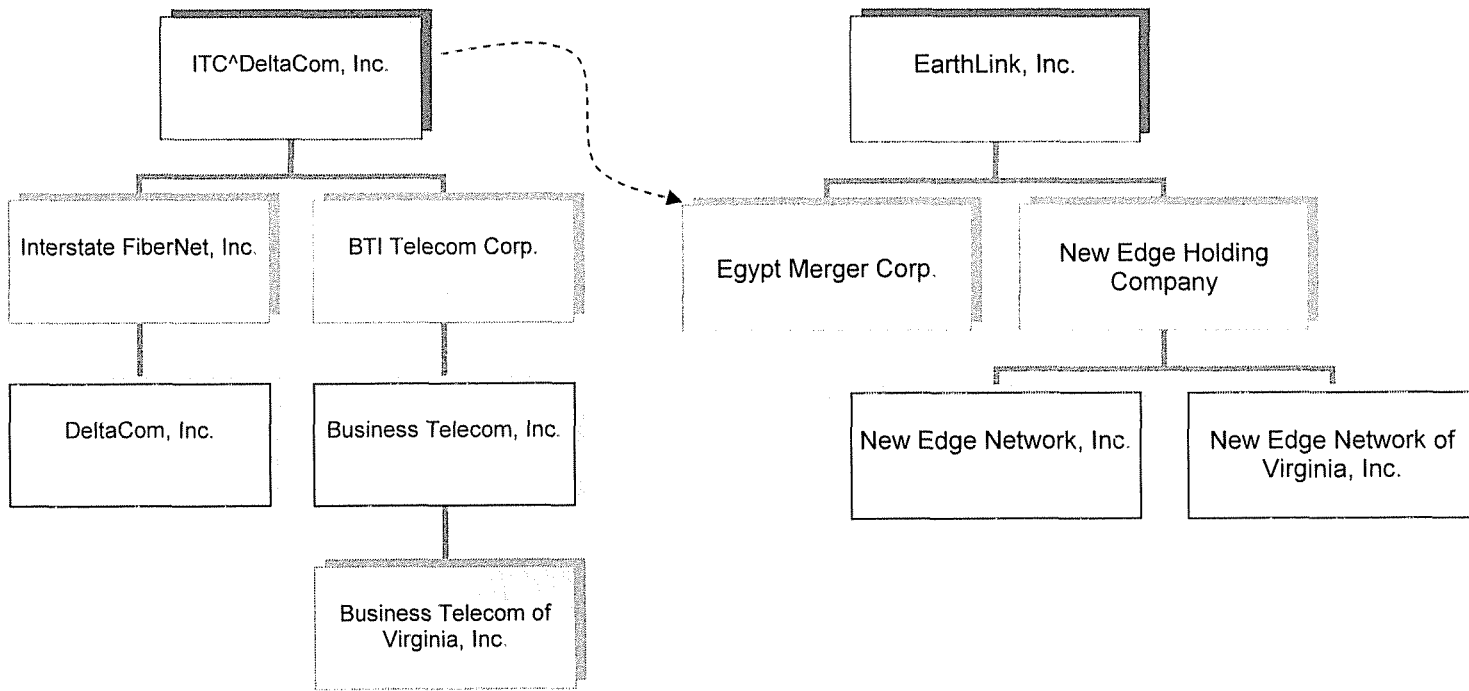 ITC^DeltaCom, Inc.
EarthLink, Inc.
Interstate FiberNet, Inc.
BTI Telecom Corp.
Egypt Merger Corp.
New Edge Holding
Company
DeltaCom, Inc.
Business Telecom, Inc.
New Edge Network, Inc.
New Edge Network of
Virginia, Inc.
Business Telecom of
Virginia, Inc.